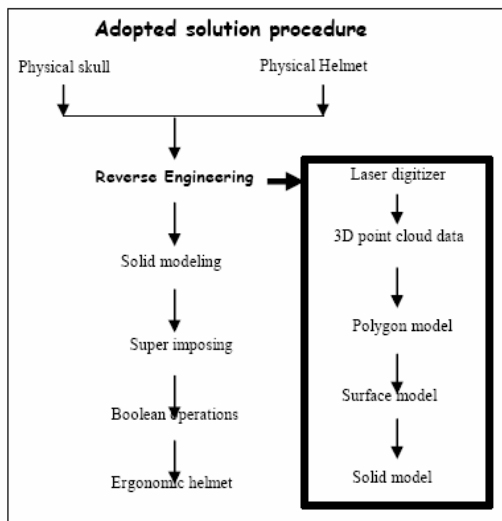 Adopted solution procedure
Physical skull
Physical Helmet
Reverse Engineering
Solid modeling
Super imposing
Boolean operations
Ergonomic helmet
Laser digitizer
3D point cloud data
Polygon model
Surface model
Solid model